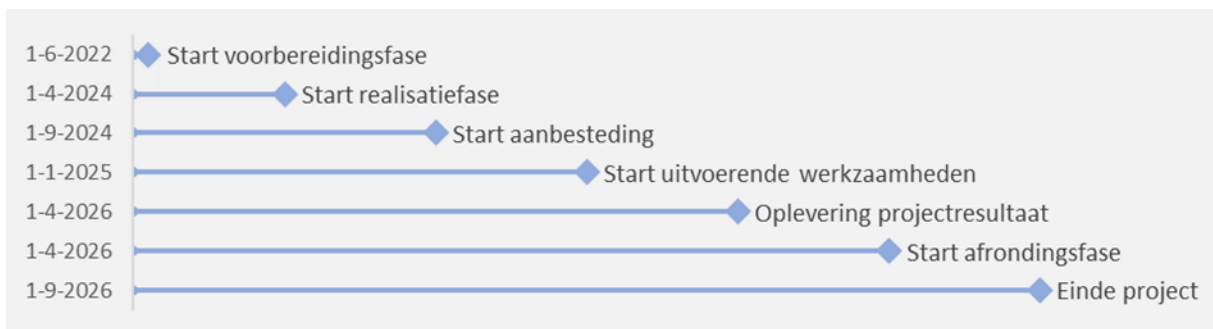 1-6-2022 Start voorbereidingsfase
1-4-2024 Start realisatiefase
1-9-2024 Start aanbesteding
1-1-2025 Start uitvoerende werkzaamheden
1-4-2026 Oplevering projectresultaat
1-4-2026 Start afrondingsfase
1-9-2026 Einde project